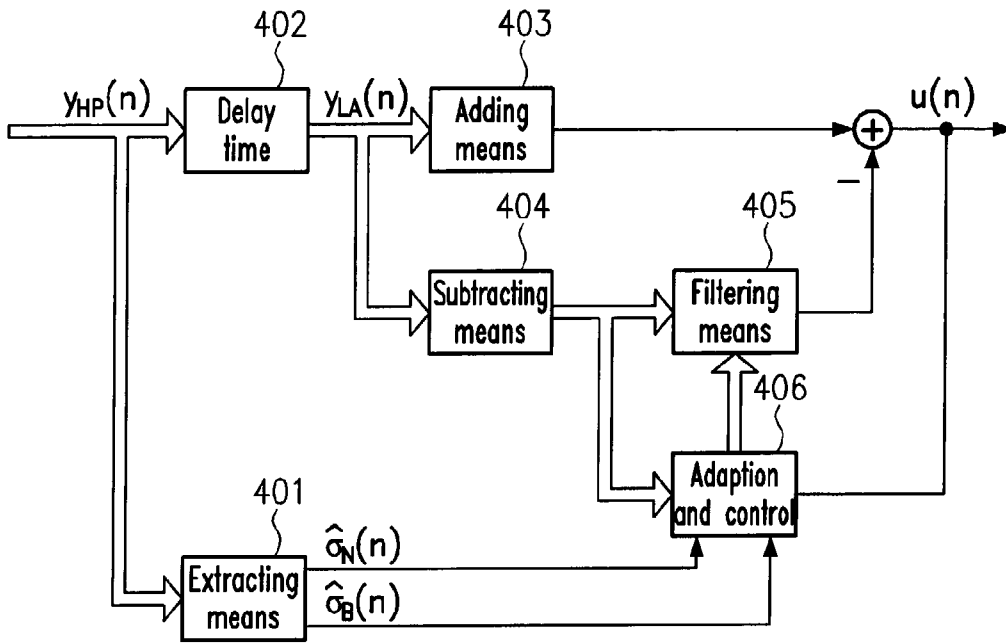 402
403
y_HP(n)
Delay
time
y_LA(n)
Adding
means
+
u(n)
−
404
405
Subtracting
means
Filtering
means
406
Adaption
and control
401
Extracting
means
σ̂_N(n)
σ̂_B(n)